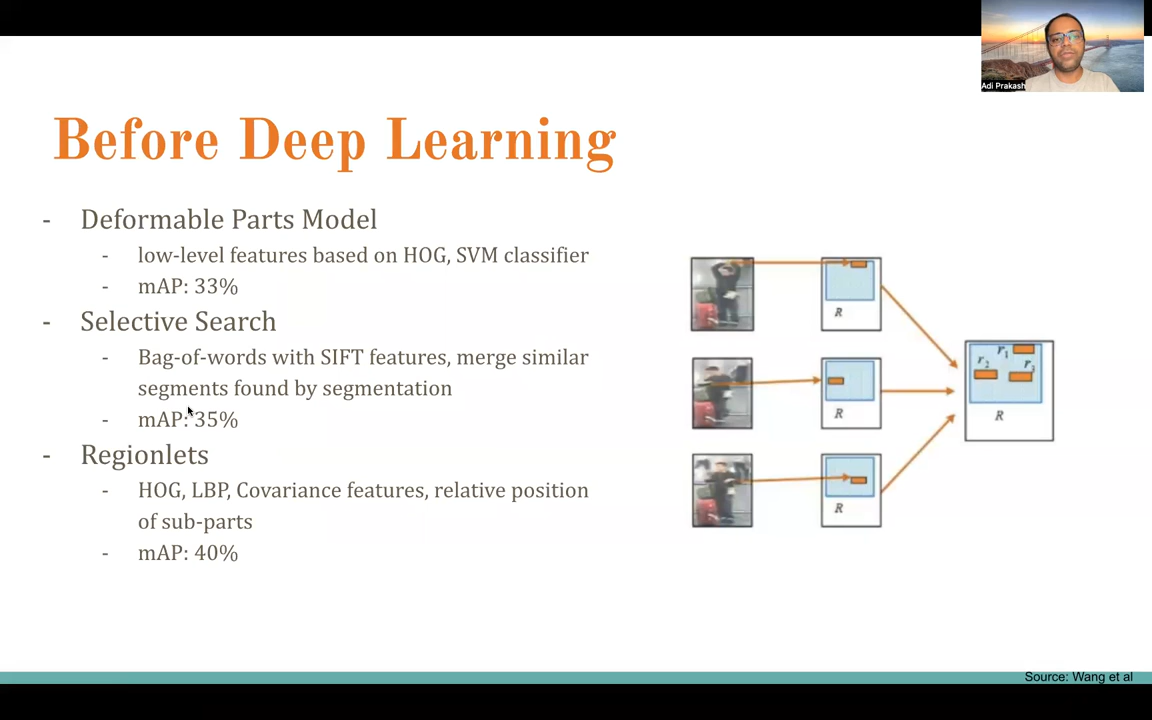 Adi Prakash
Before Deep Learning
- Deformable Parts Model
- low-level features based on HOG, SVM classifier
- mAP: 33%
- Selective Search
- Bag-of-words with SIFT features, merge similar
segments found by segmentation
- mAP: 35%
- Regionlets
- HOG, LBP, Covariance features, relative position
of sub-parts
- mAP: 40%
R
R
R
r1
r2
r3
R
Source: Wang et al